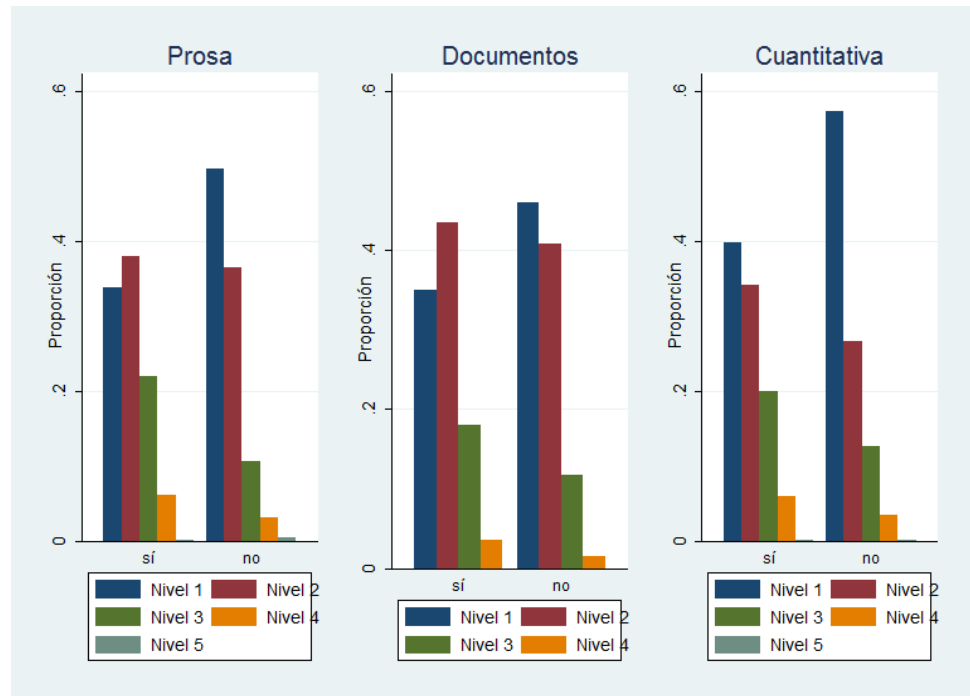 Prosa
Proporción
.6
.4
.2
0
sí no
Nivel 1 Nivel 2
Nivel 3 Nivel 4
Nivel 5
Documentos
Proporción
.6
.4
.2
0
sí no
Nivel 1 Nivel 2
Nivel 3 Nivel 4
Cuantitativa
Proporción
.6
.4
.2
0
sí no
Nivel 1 Nivel 2
Nivel 3 Nivel 4
Nivel 5